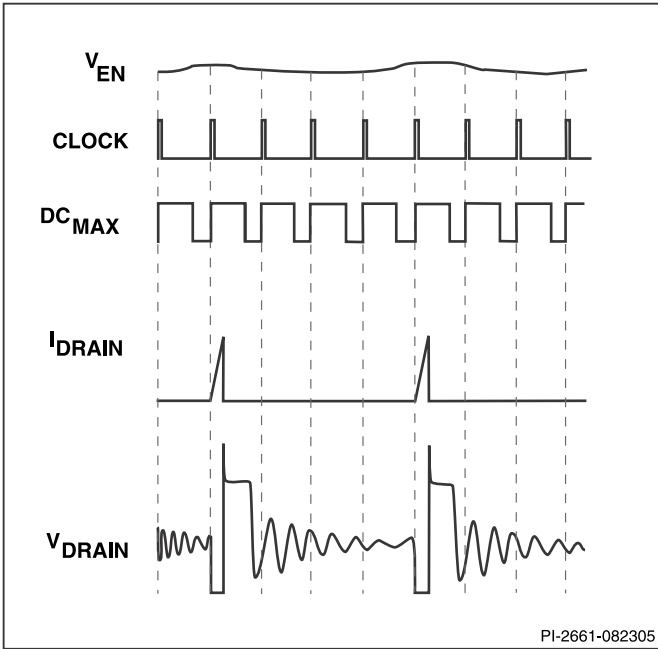 VEN
CLOCK
DCMAX
IDRAIN
VDRAIN
PI-2661-082305